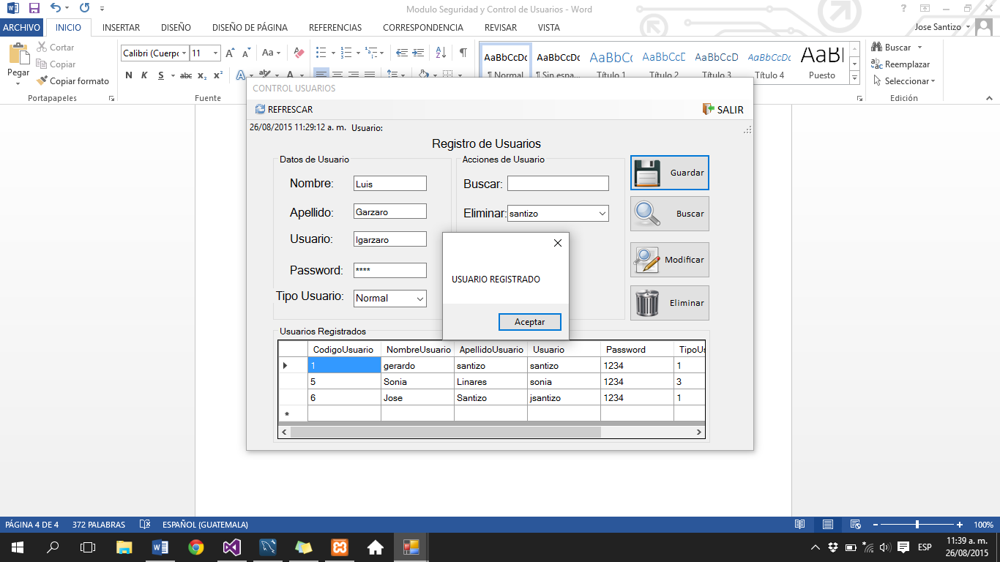 Modulo Seguridad y Control de Usuarios - Word
ARCHIVO INICIO INSERTAR DISEÑO DISEÑO DE PÁGINA REFERENCIAS CORRESPONDENCIA REVISAR VISTA Jose Santizo
Pegar
Cortar
Copiar
Copiar formato
Portapapeles
Calibri (Cuerpo 11
N K S abc x₂ x²
Fuente
AaBbCcDc AaBbCcDc AaBbCc AaBbCcD AaBbCcD AaBbCcDc AaBl
¶ Normal ¶ Sin espa... Título 1 Título 2 Título 3 Título 4 Puesto
Buscar
Reemplazar
Seleccionar
Edición
CONTROL USUARIOS
REFRESCAR SALIR
26/08/2015 11:29:12 a. m. Usuario:
Registro de Usuarios
Datos de Usuario
Nombre: Luis
Apellido: Garzaro
Usuario: lgarzaro
Password: ****
Tipo Usuario: Normal
Acciones de Usuario
Buscar:
Eliminar: santizo
Guardar
Buscar
Modificar
Eliminar
USUARIO REGISTRADO
Aceptar
Usuarios Registrados
CodigoUsuario NombreUsuario ApellidoUsuario Usuario Password TipoUs
1 gerardo santizo santizo 1234 1
5 Sonia Linares sonia 1234 3
6 Jose Santizo jsantizo 1234 1
PÁGINA 4 DE 4 372 PALABRAS ESPAÑOL (GUATEMALA) 100%
ESP
11:39 a. m.
26/08/2015